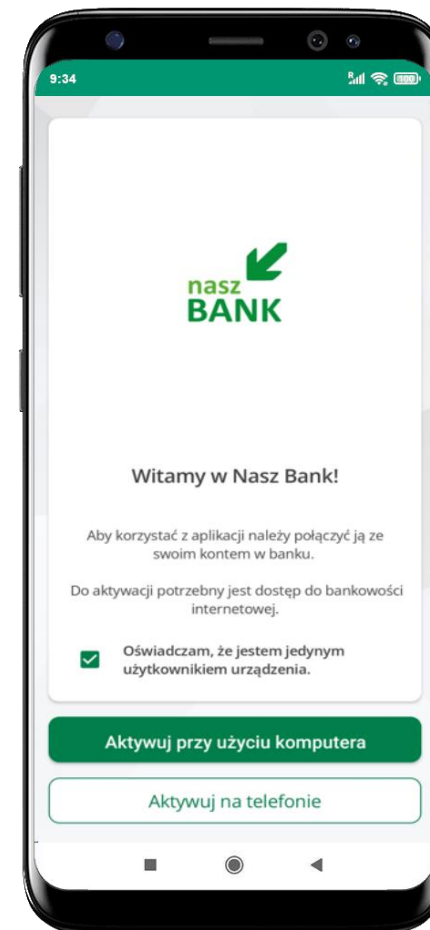 9:34
R
100
nasz
BANK
Witamy w Nasz Bank!
Aby korzystać z aplikacji należy połączyć ją ze
swoim kontem w banku.
Do aktywacji potrzebny jest dostęp do bankowości
internetowej.
Oświadczam, że jestem jedynym
użytkownikiem urządzenia.
Aktywuj przy użyciu komputera
Aktywuj na telefonie